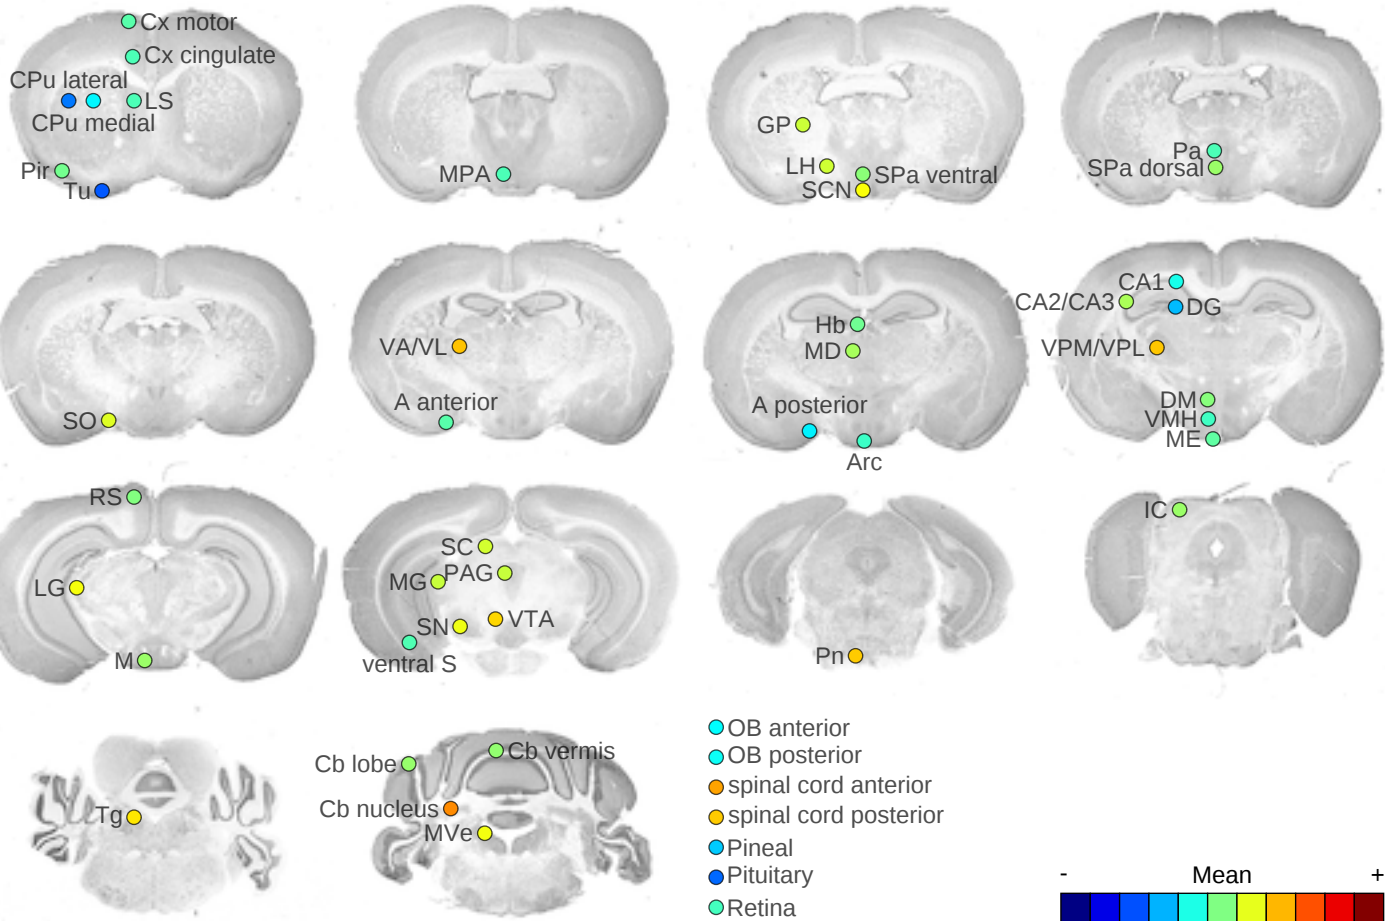 Cx motor
Cx cingulate
CPu lateral
LS
CPu medial
Pir
Tu
MPA
GP
LH
SPa ventral
SCN
Pa
SPa dorsal
SO
VA/VL
A anterior
Hb
MD
A posterior
Arc
CA1
CA2/CA3
DG
VPM/VPL
DM
VMH
ME
RS
LG
M
SC
MG
PAG
SN
VTA
ventral S
Pn
IC
Tg
Cb lobe
Cb vermis
Cb nucleus
MVe
OB anterior
OB posterior
spinal cord anterior
spinal cord posterior
Pineal
Pituitary
Retina
- Mean +